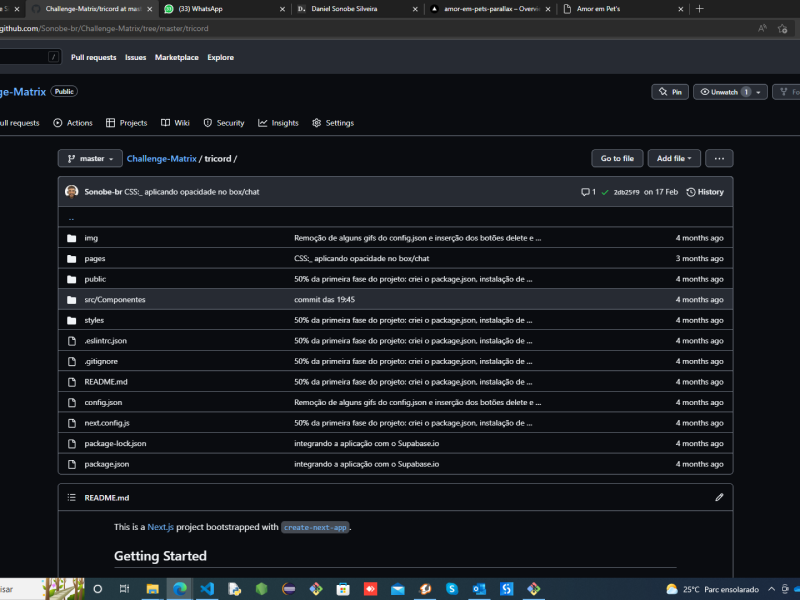 Challenge-Matrix/tricord at mas
(33) WhatsApp
Daniel Sonobe Silveira
amor-em-pets-parallax – Overvi
Amor em Pet's
github.com/Sonobe-br/Challenge-Matrix/tree/master/tricord
/ Pull requests Issues Marketplace Explore
ge-Matrix Public
Pin Unwatch 1 Fo
ull requests Actions Projects Wiki Security Insights Settings
master Challenge-Matrix / tricord / Go to file Add file ...
Sonobe-br CSS:_ aplicando opacidade no box/chat 1 2db25f9 on 17 Feb History
..
img Remoção de alguns gifs do config.json e inserção dos botões delete e ... 4 months ago
pages CSS:_ aplicando opacidade no box/chat 3 months ago
public 50% da primeira fase do projeto: criei o package.json, instalação de ... 4 months ago
src/Componentes commit das 19:45 4 months ago
styles 50% da primeira fase do projeto: criei o package.json, instalação de ... 4 months ago
.eslintrc.json 50% da primeira fase do projeto: criei o package.json, instalação de ... 4 months ago
.gitignore 50% da primeira fase do projeto: criei o package.json, instalação de ... 4 months ago
README.md 50% da primeira fase do projeto: criei o package.json, instalação de ... 4 months ago
config.json Remoção de alguns gifs do config.json e inserção dos botões delete e ... 4 months ago
next.config.js 50% da primeira fase do projeto: criei o package.json, instalação de ... 4 months ago
package-lock.json integrando a aplicação com o Supabase.io 4 months ago
package.json integrando a aplicação com o Supabase.io 4 months ago
README.md
This is a Next.js project bootstrapped with create-next-app.
Getting Started
isar 25°C Parc ensolarado